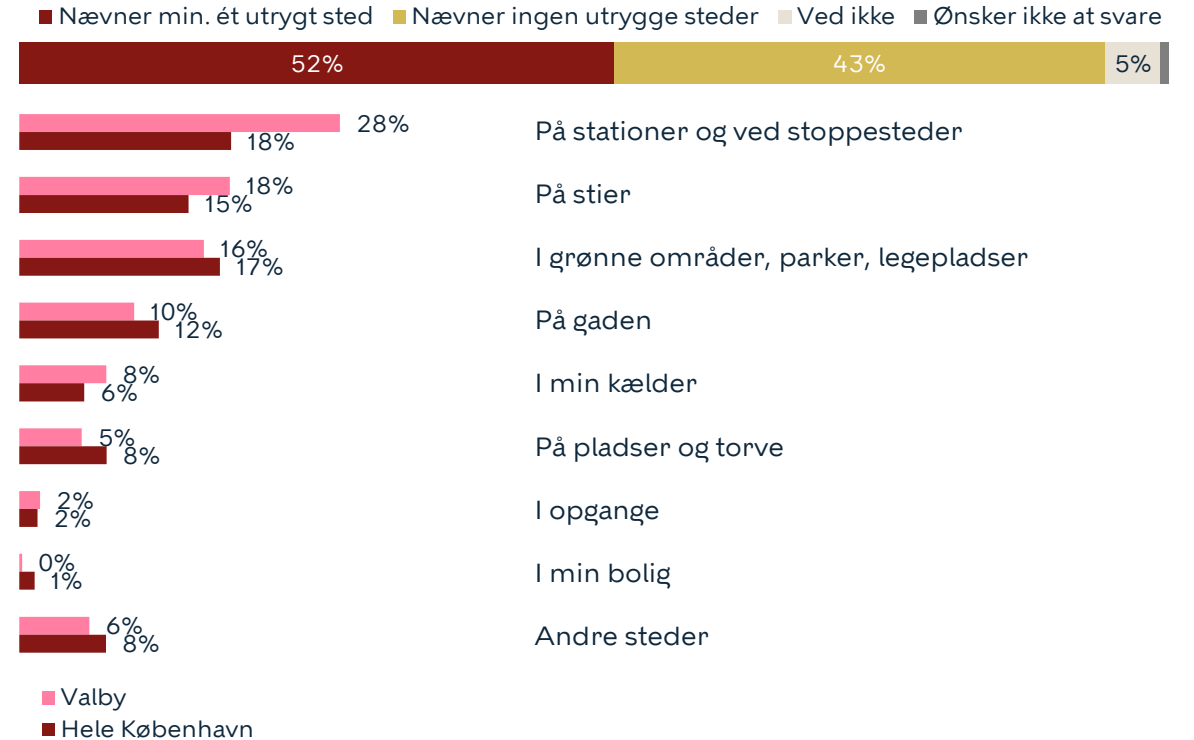 Nævner min. ét utrygt sted Nævner ingen utrygge steder Ved ikke Ønsker ikke at svare
52% 43% 5%
28%
18%
På stationer og ved stoppesteder
18%
15%
På stier
16%
17%
I grønne områder, parker, legepladser
10%
12%
På gaden
8%
6%
I min kælder
5%
8%
På pladser og torve
2%
2%
I opgange
0%
1%
I min bolig
6%
8%
Andre steder
Valby
Hele København